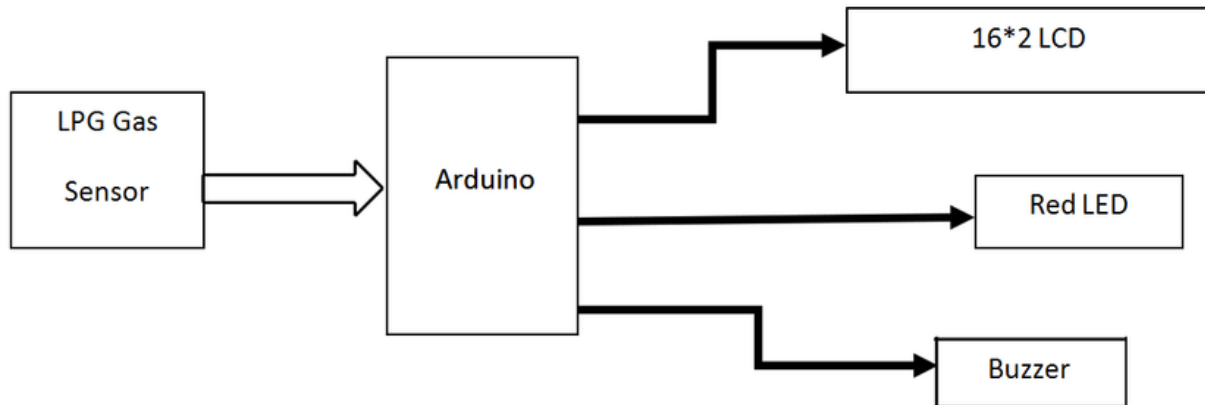 16*2 LCD
LPG Gas
Sensor
Arduino
Red LED
Buzzer